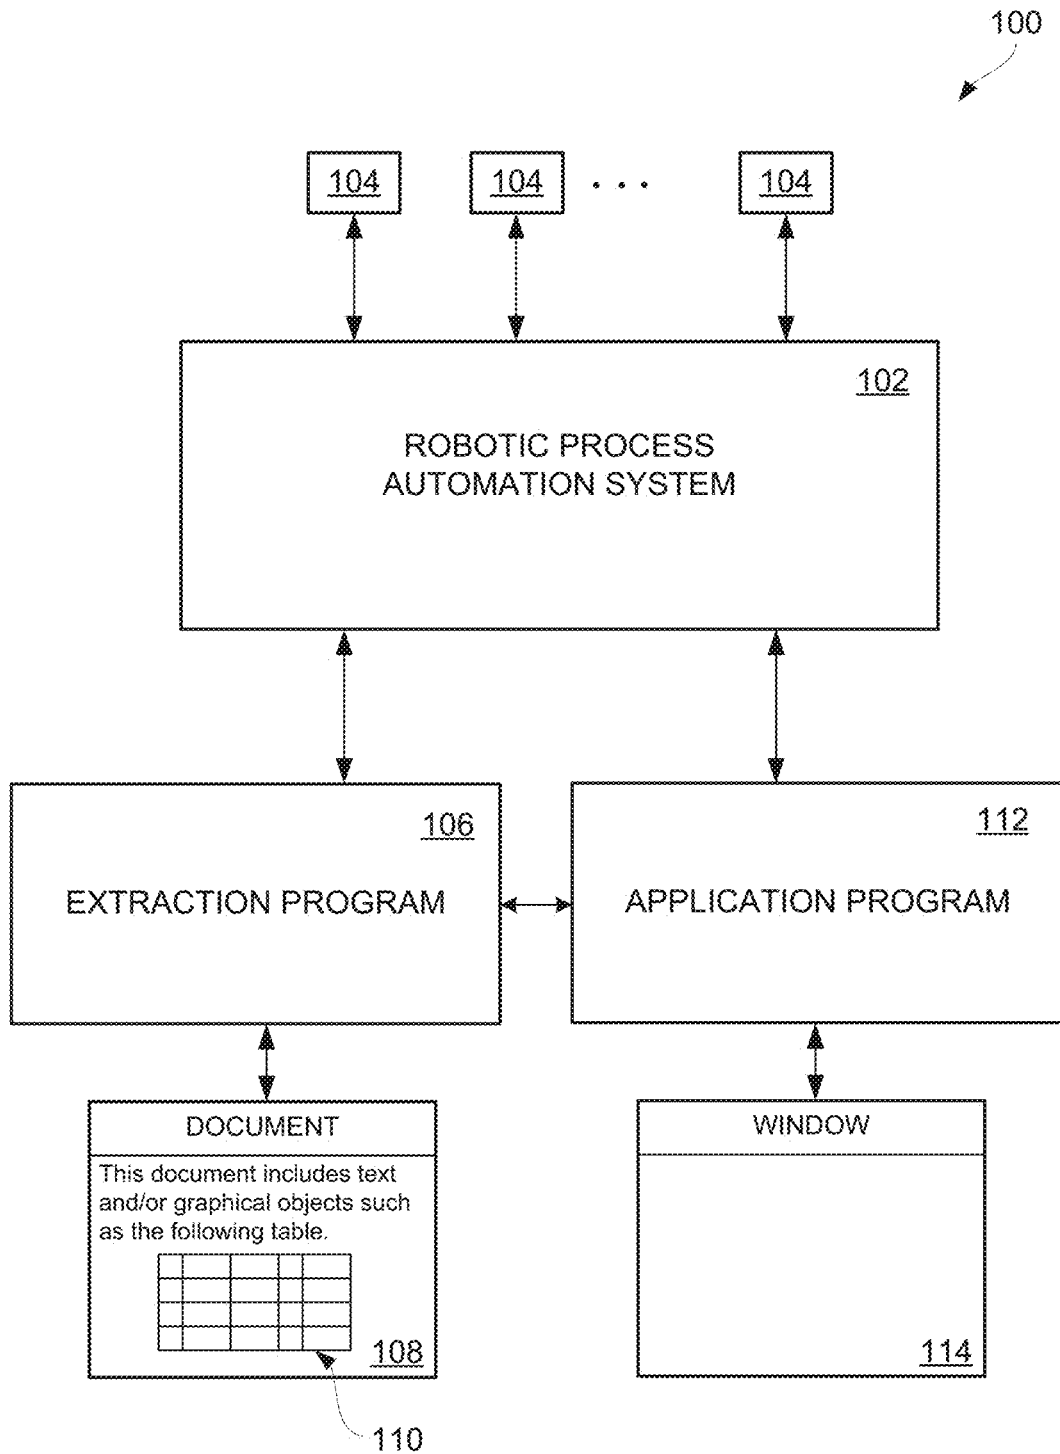 100
104 104 ... 104
102
ROBOTIC PROCESS
AUTOMATION SYSTEM
106
EXTRACTION PROGRAM
112
APPLICATION PROGRAM
DOCUMENT
This document includes text
and/or graphical objects such
as the following table.
108
110
WINDOW
114